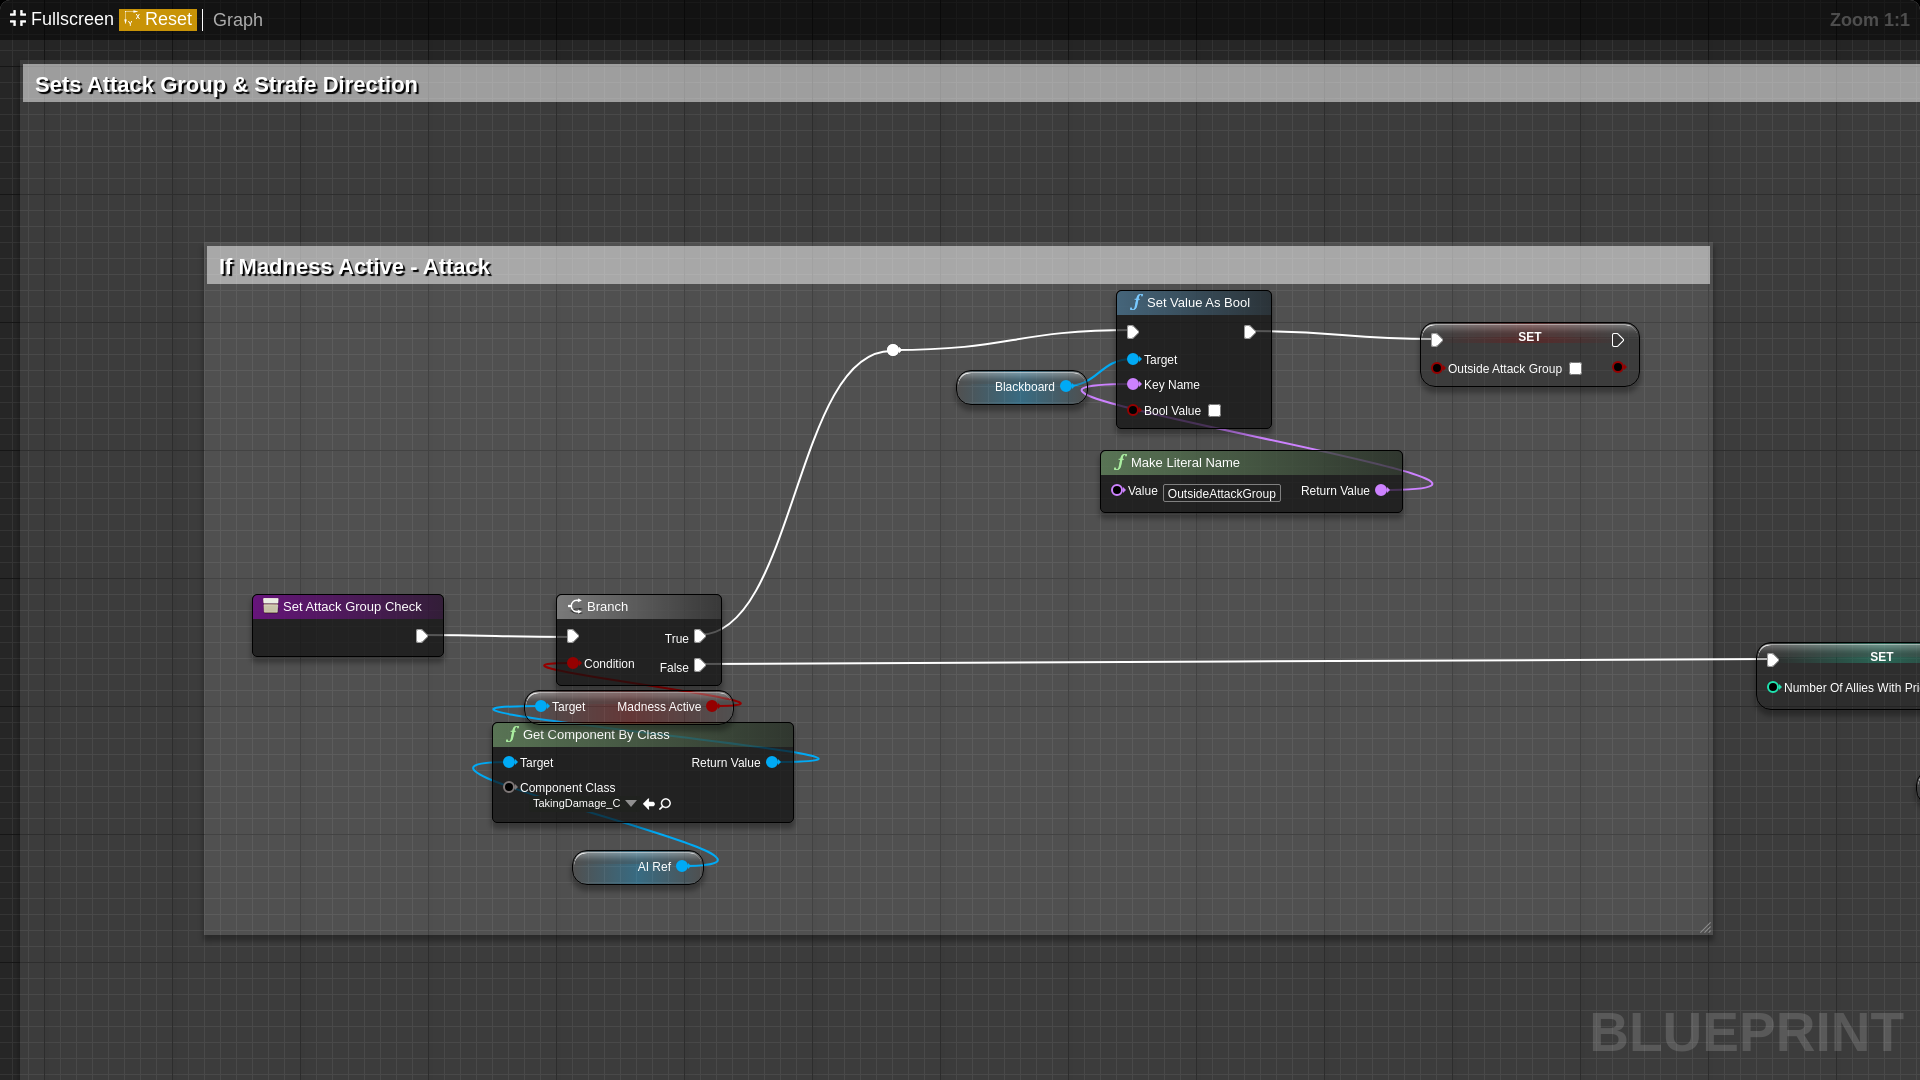 Fullscreen Reset Graph Zoom 1:1
Sets Attack Group & Strafe Direction
If Madness Active - Attack
Set Value As Bool
Target
Key Name
Bool Value
SET
Outside Attack Group
Blackboard
Make Literal Name
Value OutsideAttackGroup Return Value
Set Attack Group Check
Branch
True
Condition False
Target Madness Active
Get Component By Class
Target Return Value
Component Class
TakingDamage_C
AI Ref
SET
Number Of Allies With Pri
BLUEPRINT